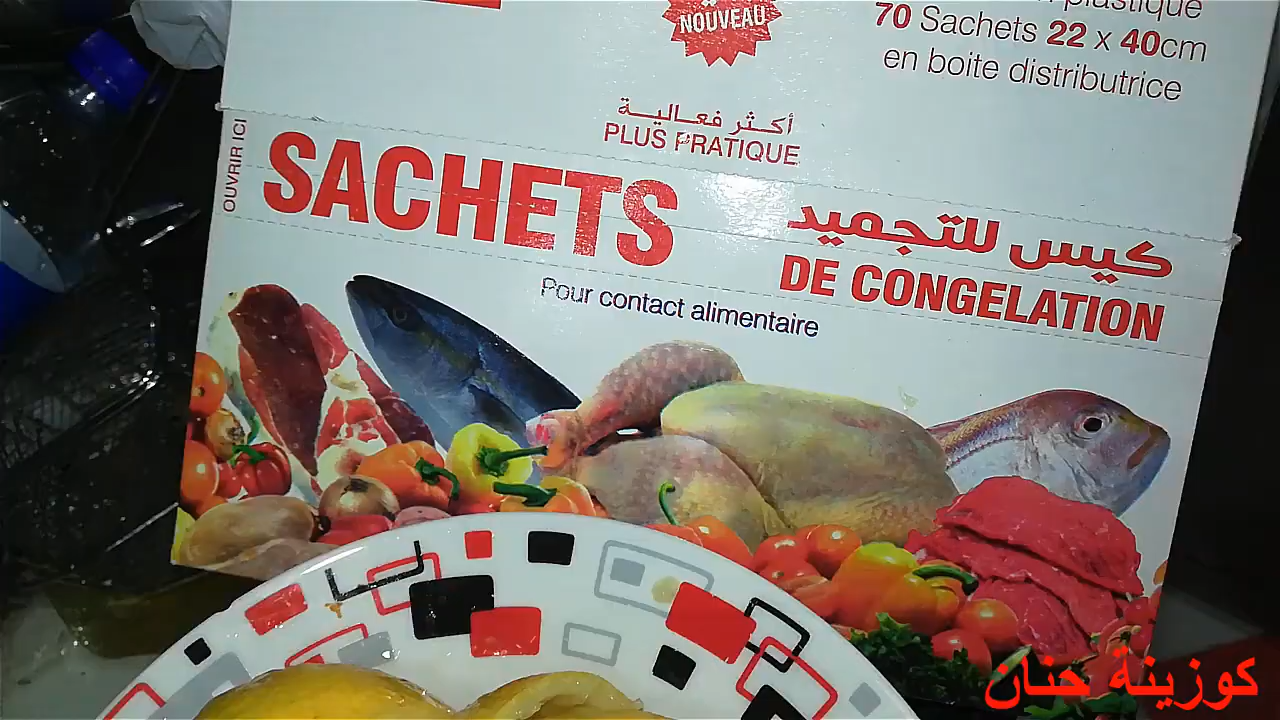 NOUVEAU
plastique
70 Sachets 22 x 40cm
en boite distributrice
أكثر فعالية
PLUS PRATIQUE
OUVRIR ICI
SACHETS
كيس للتجميد
DE CONGELATION
Pour contact alimentaire
كوزينة حنان